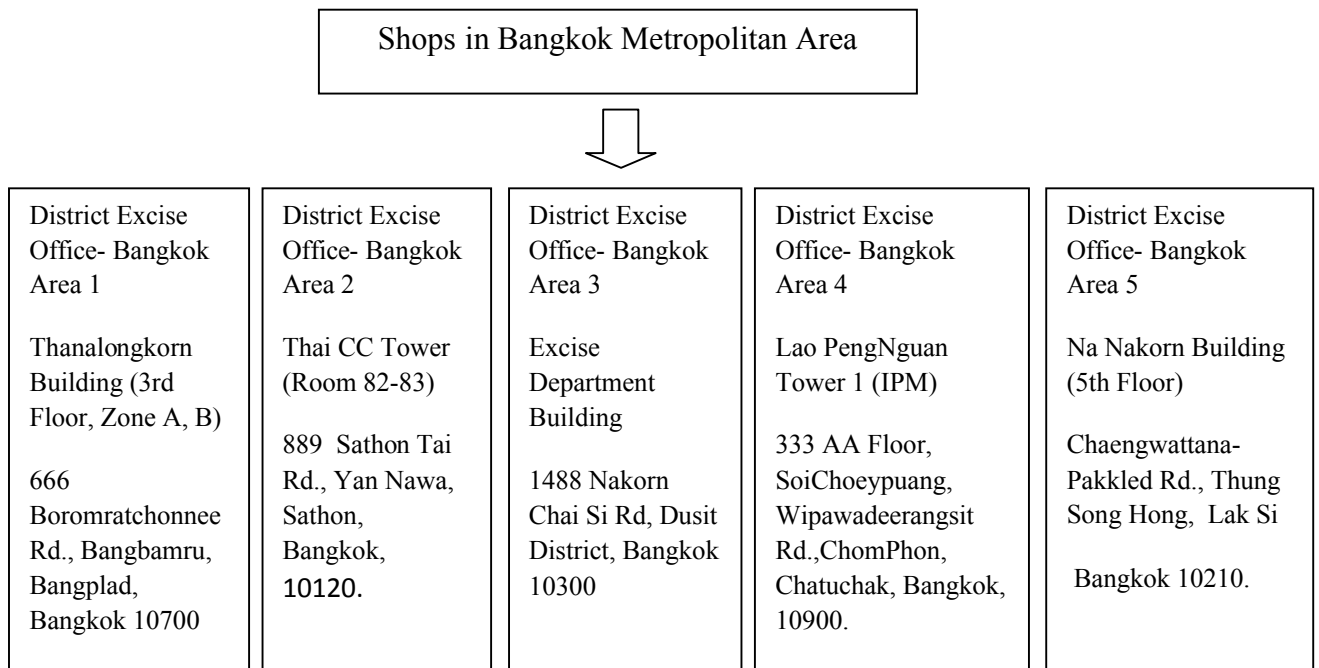 Shops in Bangkok Metropolitan Area
District Excise
Office- Bangkok
Area 1
Thanalongkorn
Building (3rd
Floor, Zone A, B)
666
Boromratchonnee
Rd., Bangbamru,
Bangplad,
Bangkok 10700
District Excise
Office- Bangkok
Area 2
Thai CC Tower
(Room 82-83)
889 Sathon Tai
Rd., Yan Nawa,
Sathon,
Bangkok,
10120.
District Excise
Office- Bangkok
Area 3
Excise
Department
Building
1488 Nakorn
Chai Si Rd, Dusit
District, Bangkok
10300
District Excise
Office- Bangkok
Area 4
Lao PengNguan
Tower 1 (IPM)
333 AA Floor,
SoiChoeypuang,
Wipawadeerangsit
Rd.,ChomPhon,
Chatuchak, Bangkok,
10900.
District Excise
Office- Bangkok
Area 5
Na Nakorn Building
(5th Floor)
Chaengwattana-
Pakkled Rd., Thung
Song Hong, Lak Si
Bangkok 10210.